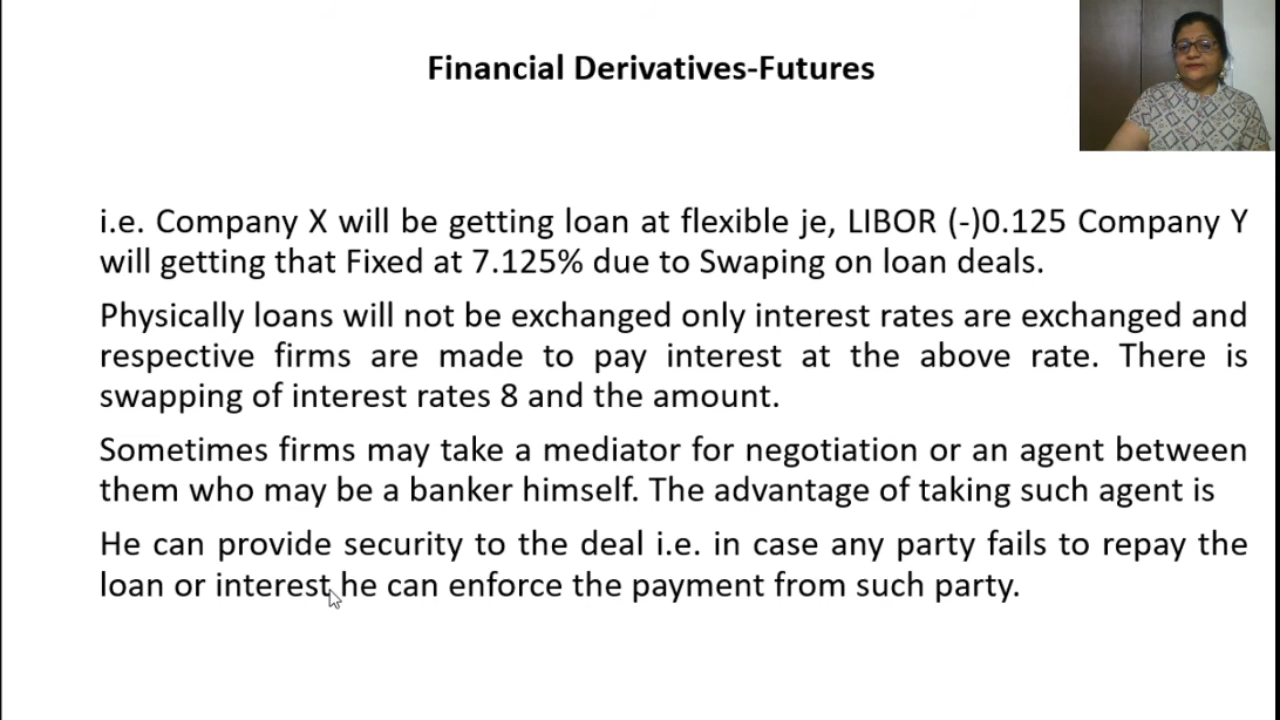 Financial Derivatives-Futures
i.e. Company X will be getting loan at flexible je, LIBOR (-)0.125 Company Y
will getting that Fixed at 7.125% due to Swaping on loan deals.
Physically loans will not be exchanged only interest rates are exchanged and
respective firms are made to pay interest at the above rate. There is
swapping of interest rates 8 and the amount.
Sometimes firms may take a mediator for negotiation or an agent between
them who may be a banker himself. The advantage of taking such agent is
He can provide security to the deal i.e. in case any party fails to repay the
loan or interest he can enforce the payment from such party.